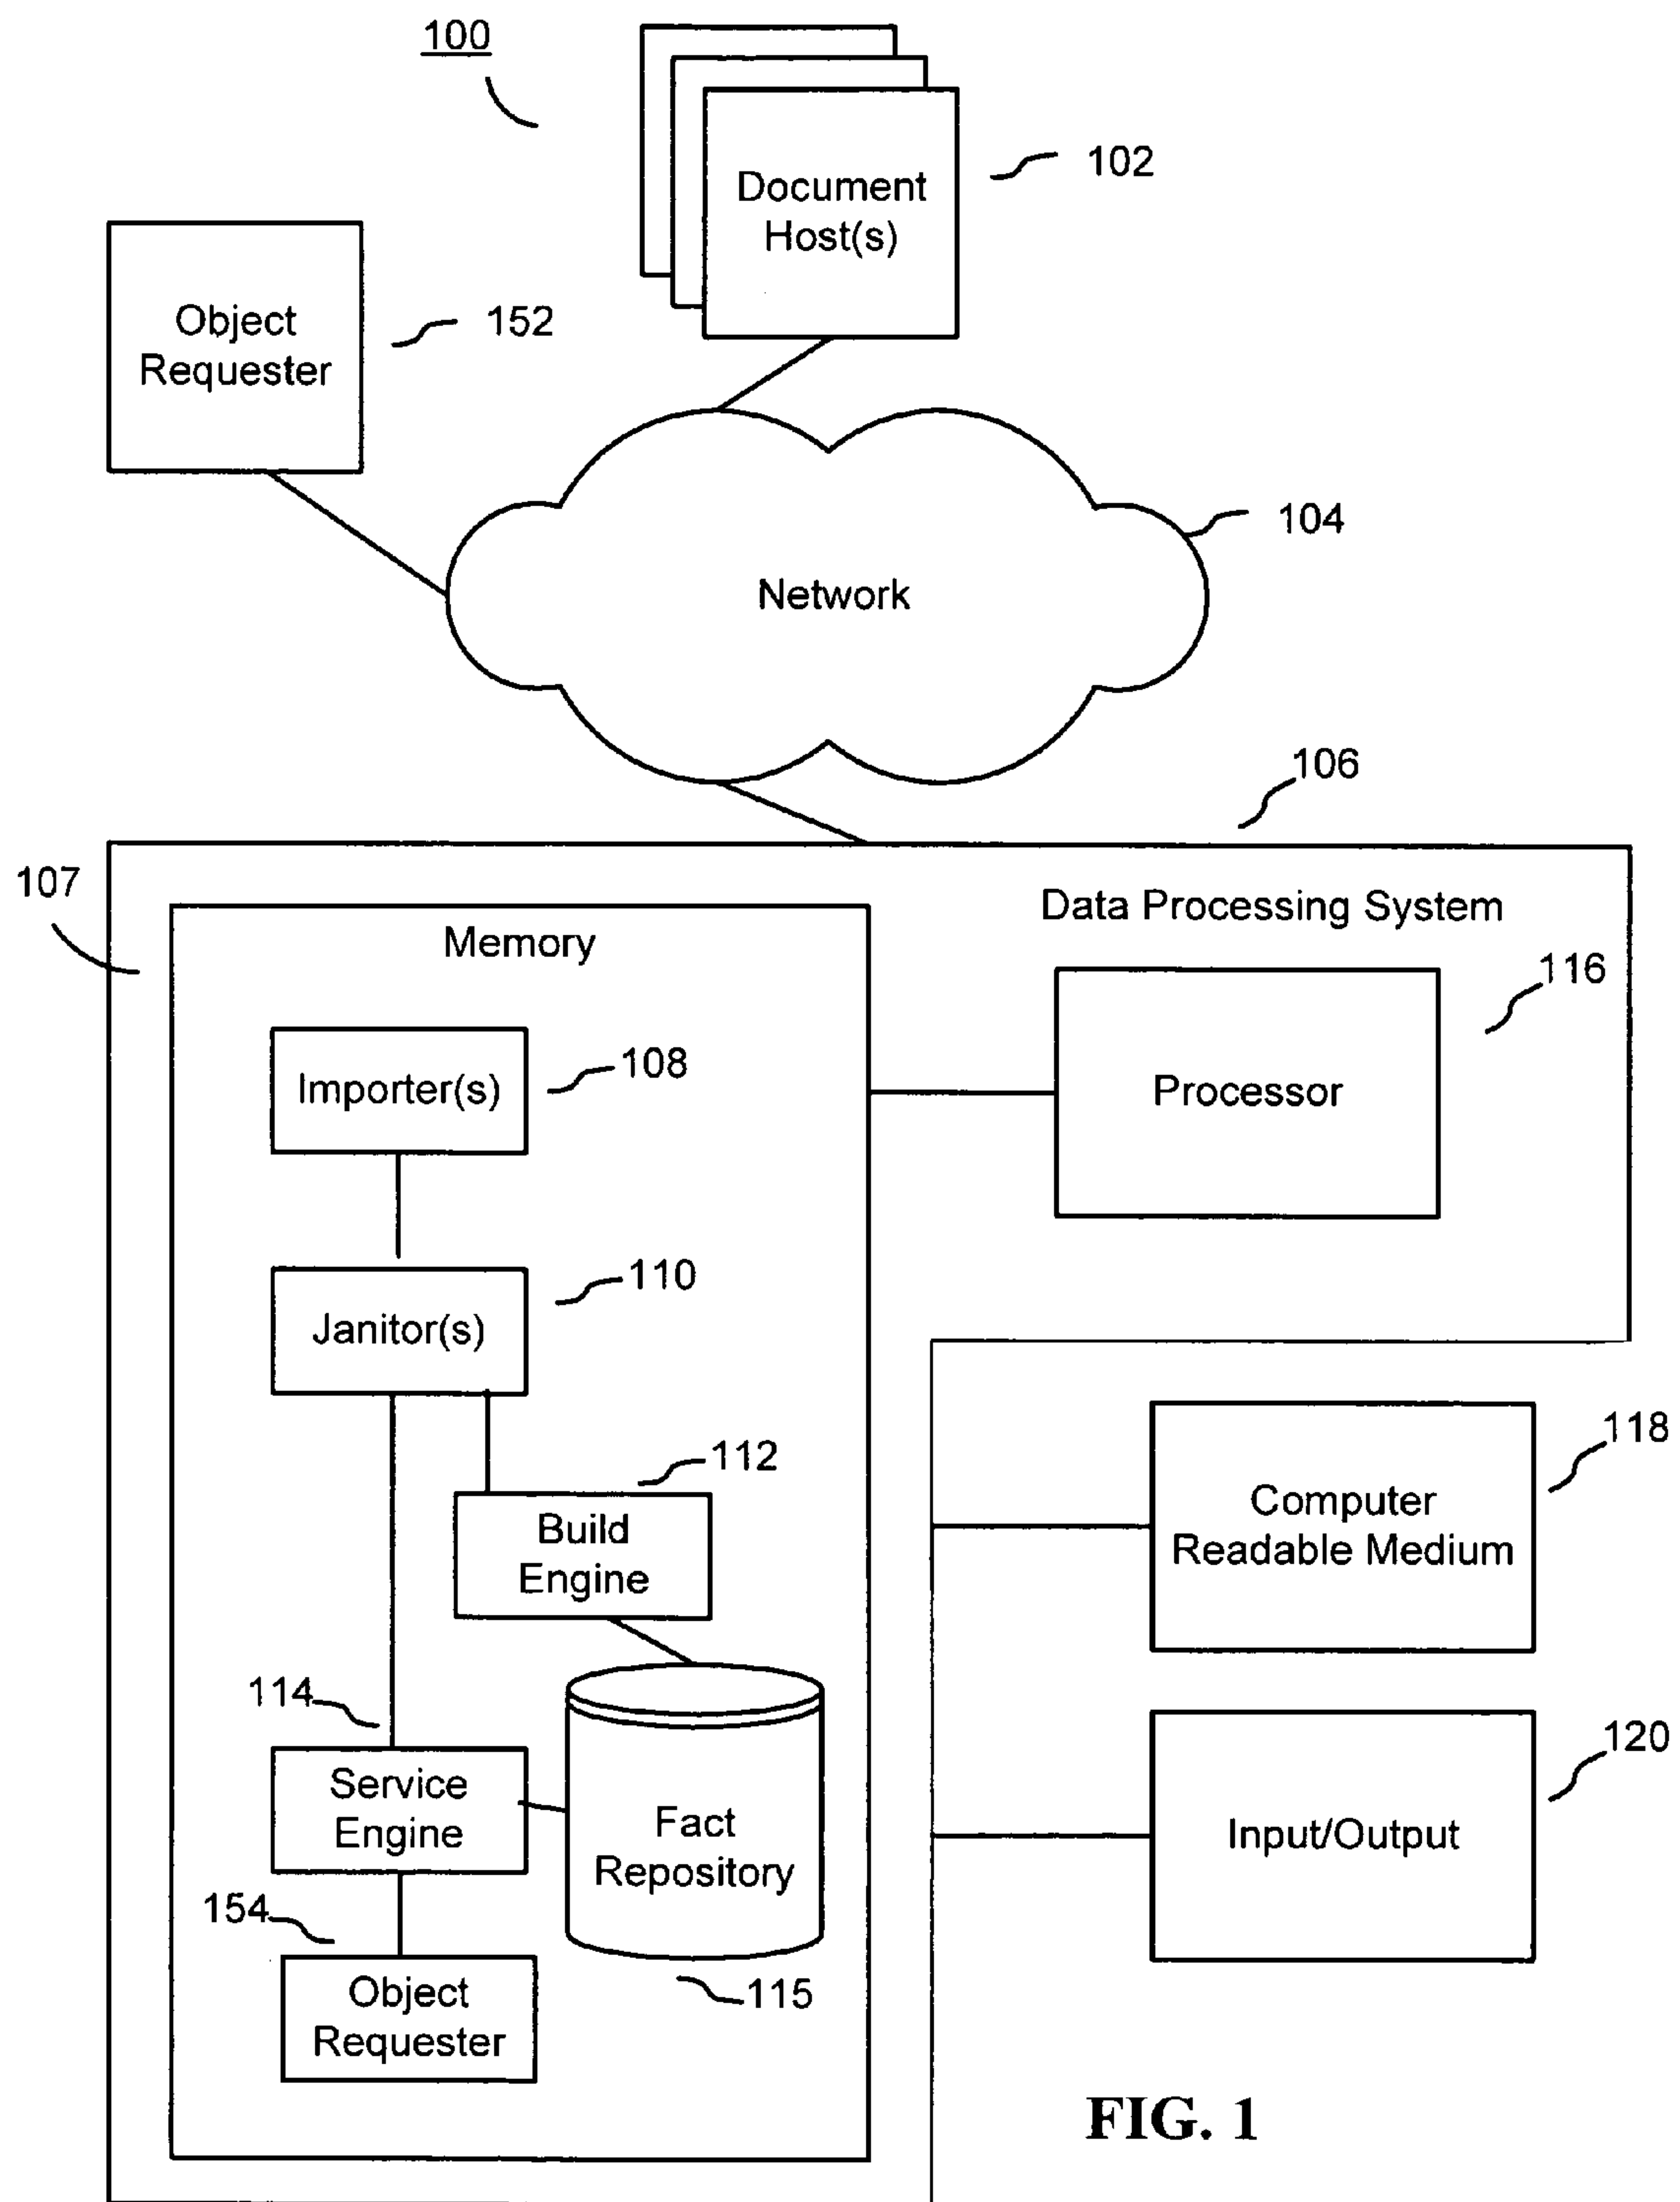 100
Document
Host(s)
102
Object
Requester
152
104
Network
106
107
Data Processing System
Memory
116
Importer(s)
108
Processor
110
Janitor(s)
112
118
Build
Engine
Computer
Readable Medium
114
120
Service
Engine
Fact
Repository
Input/Output
154
115
Object
Requester
FIG. 1